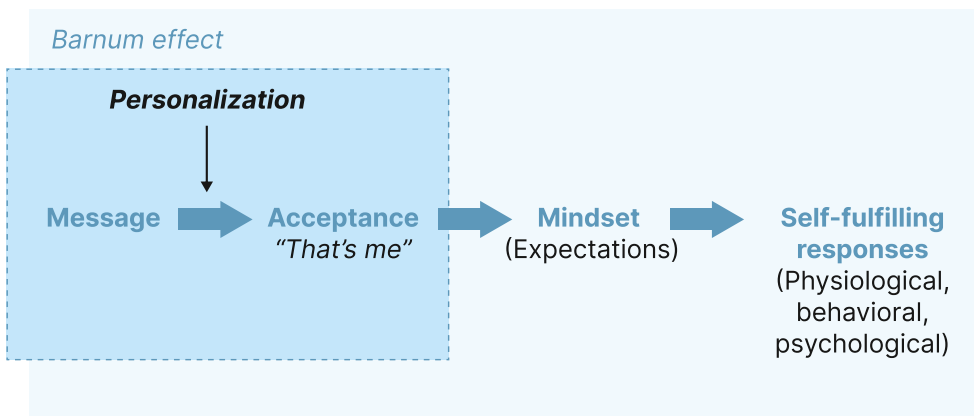 Barnum effect
Personalization
Message
Acceptance
“That’s me”
Mindset
(Expectations)
Self-fulfilling
responses
(Physiological,
behavioral,
psychological)